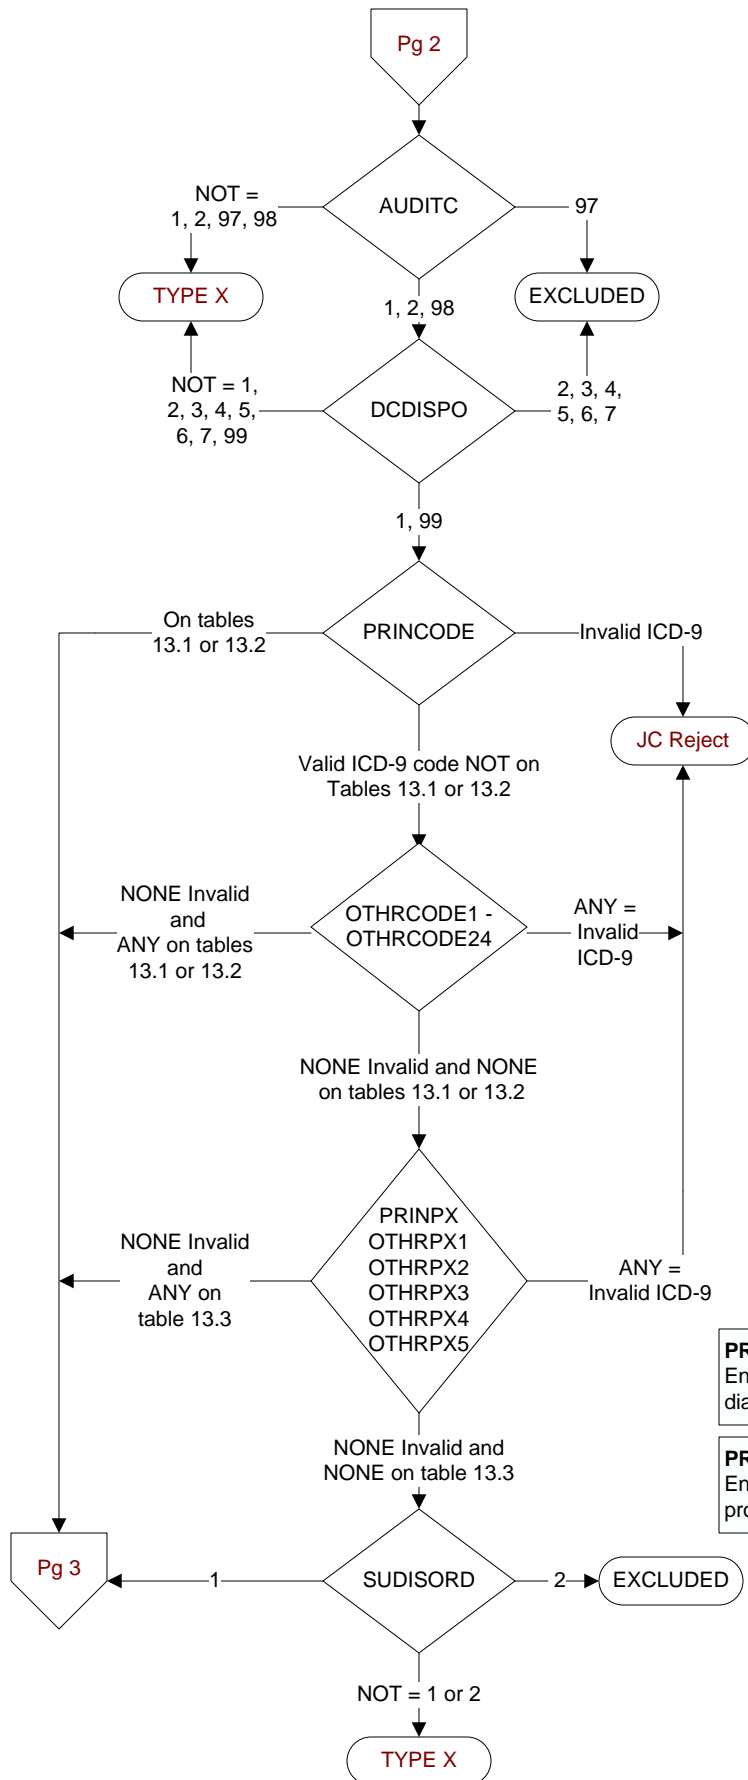 Pg 2
AUDITC
NOT =
1, 2, 97, 98
97
TYPE X
EXCLUDED
1, 2, 98
DCDISPO
NOT = 1,
2, 3, 4, 5,
6, 7, 99
2, 3, 4,
5, 6, 7
1, 99
On tables
13.1 or 13.2
PRINCODE
Invalid ICD-9
JC Reject
Valid ICD-9 code NOT on
Tables 13.1 or 13.2
NONE Invalid
and
ANY on tables
13.1 or 13.2
OTHRCODE1 -
OTHRCODE24
ANY =
Invalid
ICD-9
NONE Invalid and NONE
on tables 13.1 or 13.2
NONE Invalid
and
ANY on
table 13.3
PRINPX
OTHRPX1
OTHRPX2
OTHRPX3
OTHRPX4
OTHRPX5
ANY =
Invalid ICD-9
PR
En
dia
PR
En
pro
NONE Invalid and
NONE on table 13.3
Pg 3
1
SUDISORD
2
EXCLUDED
NOT = 1 or 2
TYPE X